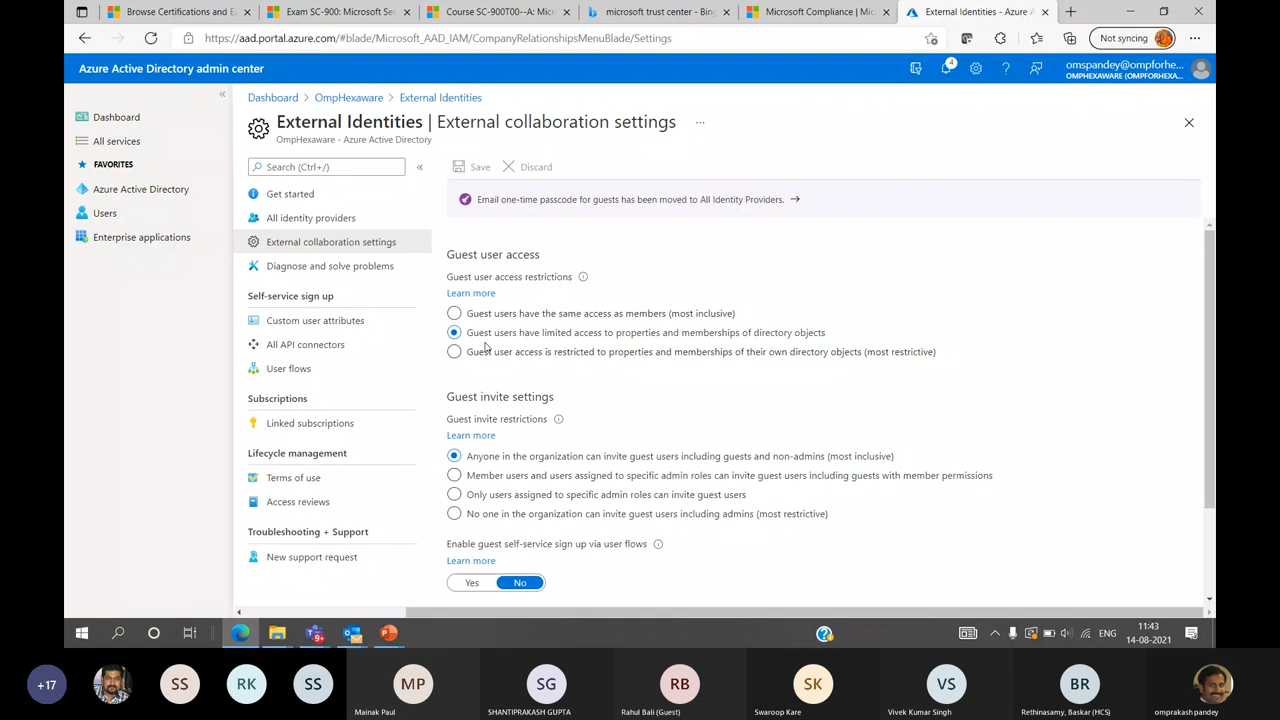 Browse Certifications and E
Exam SC-900: Microsoft Sec
Course SC-900T00--A: Micr
microsoft trust center - Bing
Microsoft Compliance | Mic
External Identities - Azure A
https://aad.portal.azure.com/#blade/Microsoft_AAD_IAM/CompanyRelationshipsMenuBlade/Settings
Not syncing
Azure Active Directory admin center
4
omspandey@ompforhe...
OMPHEXAWARE (OMPFORHEXA...
Dashboard > OmpHexaware > External Identities
External Identities | External collaboration settings
OmpHexaware - Azure Active Directory
Dashboard
All services
FAVORITES
Azure Active Directory
Users
Enterprise applications
Search (Ctrl+/)
Get started
All identity providers
External collaboration settings
Diagnose and solve problems
Self-service sign up
Custom user attributes
All API connectors
User flows
Subscriptions
Linked subscriptions
Lifecycle management
Terms of use
Access reviews
Troubleshooting + Support
New support request
Save Discard
Email one-time passcode for guests has been moved to All Identity Providers. →
Guest user access
Guest user access restrictions
Learn more
Guest users have the same access as members (most inclusive)
Guest users have limited access to properties and memberships of directory objects
Guest user access is restricted to properties and memberships of their own directory objects (most restrictive)
Guest invite settings
Guest invite restrictions
Learn more
Anyone in the organization can invite guest users including guests and non-admins (most inclusive)
Member users and users assigned to specific admin roles can invite guest users including guests with member permissions
Only users assigned to specific admin roles can invite guest users
No one in the organization can invite guest users including admins (most restrictive)
Enable guest self-service sign up via user flows
Learn more
Yes No
ENG
11:43
14-08-2021
+17
SS
RK
SS
MP
Mainak Paul
SG
SHANTIPRAKASH GUPTA
RB
Rahul Bali (Guest)
SK
Swaroop Kare
VS
Vivek Kumar Singh
BR
Rethinasamy, Baskar (HCS)
omprakash pandey